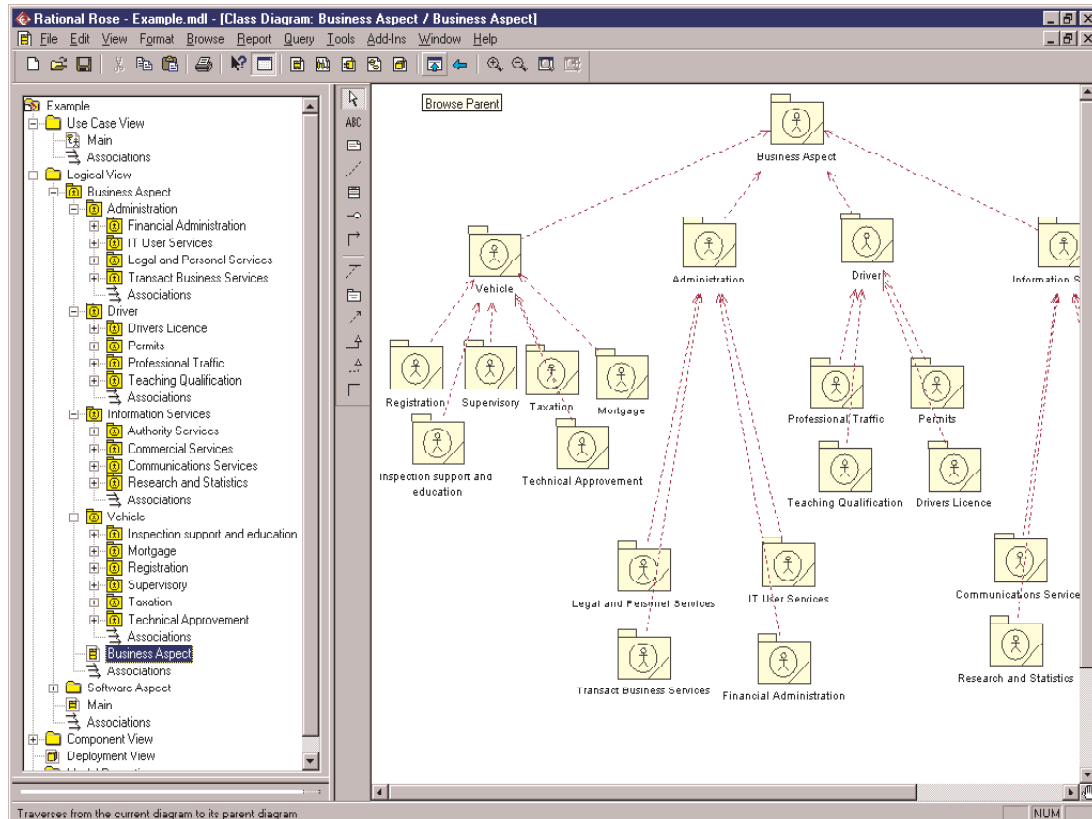 Rational Rose - Example.mdl - [Class Diagram: Business Aspect / Business Aspect]
File Edit View Format Browse Report Query Tools Add-Ins Window Help
Example
Use Case View
Main
Associations
Logical View
Business Aspect
Administration
Financial Administration
IT User Services
Legal and Personel Services
Transact Business Services
Associations
Driver
Drivers Licence
Permits
Professional Traffic
Teaching Qualification
Associations
Information Services
Authority Services
Commercial Services
Communications Services
Research and Statistics
Associations
Vehicle
Inspection support and education
Mortgage
Registration
Supervisory
Taxation
Technical Approvement
Associations
Business Aspect
Associations
Software Aspect
Main
Associations
Component View
Deployment View
ABC
Browse Parent
Business Aspect
Vehicle
Administration
Driver
Information S
Registration
Supervisory
Taxation
Mortgage
Inspection support and
education
Technical Approvement
Professional Traffic
Permits
Teaching Qualification
Drivers Licence
Legal and Personel Services
IT User Services
Communications Service
Transact Business Services
Financial Administration
Research and Statistics
Traverses from the current diagram to its parent diagram
NUM